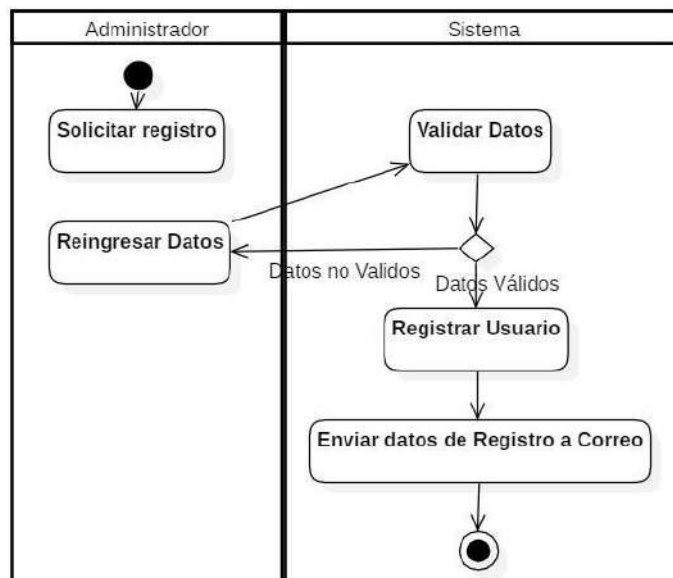 Administrador
Sistema
Solicitar registro
Validar Datos
Reingresar Datos
Datos no Validos
Datos Válidos
Registrar Usuario
Enviar datos de Registro a Correo